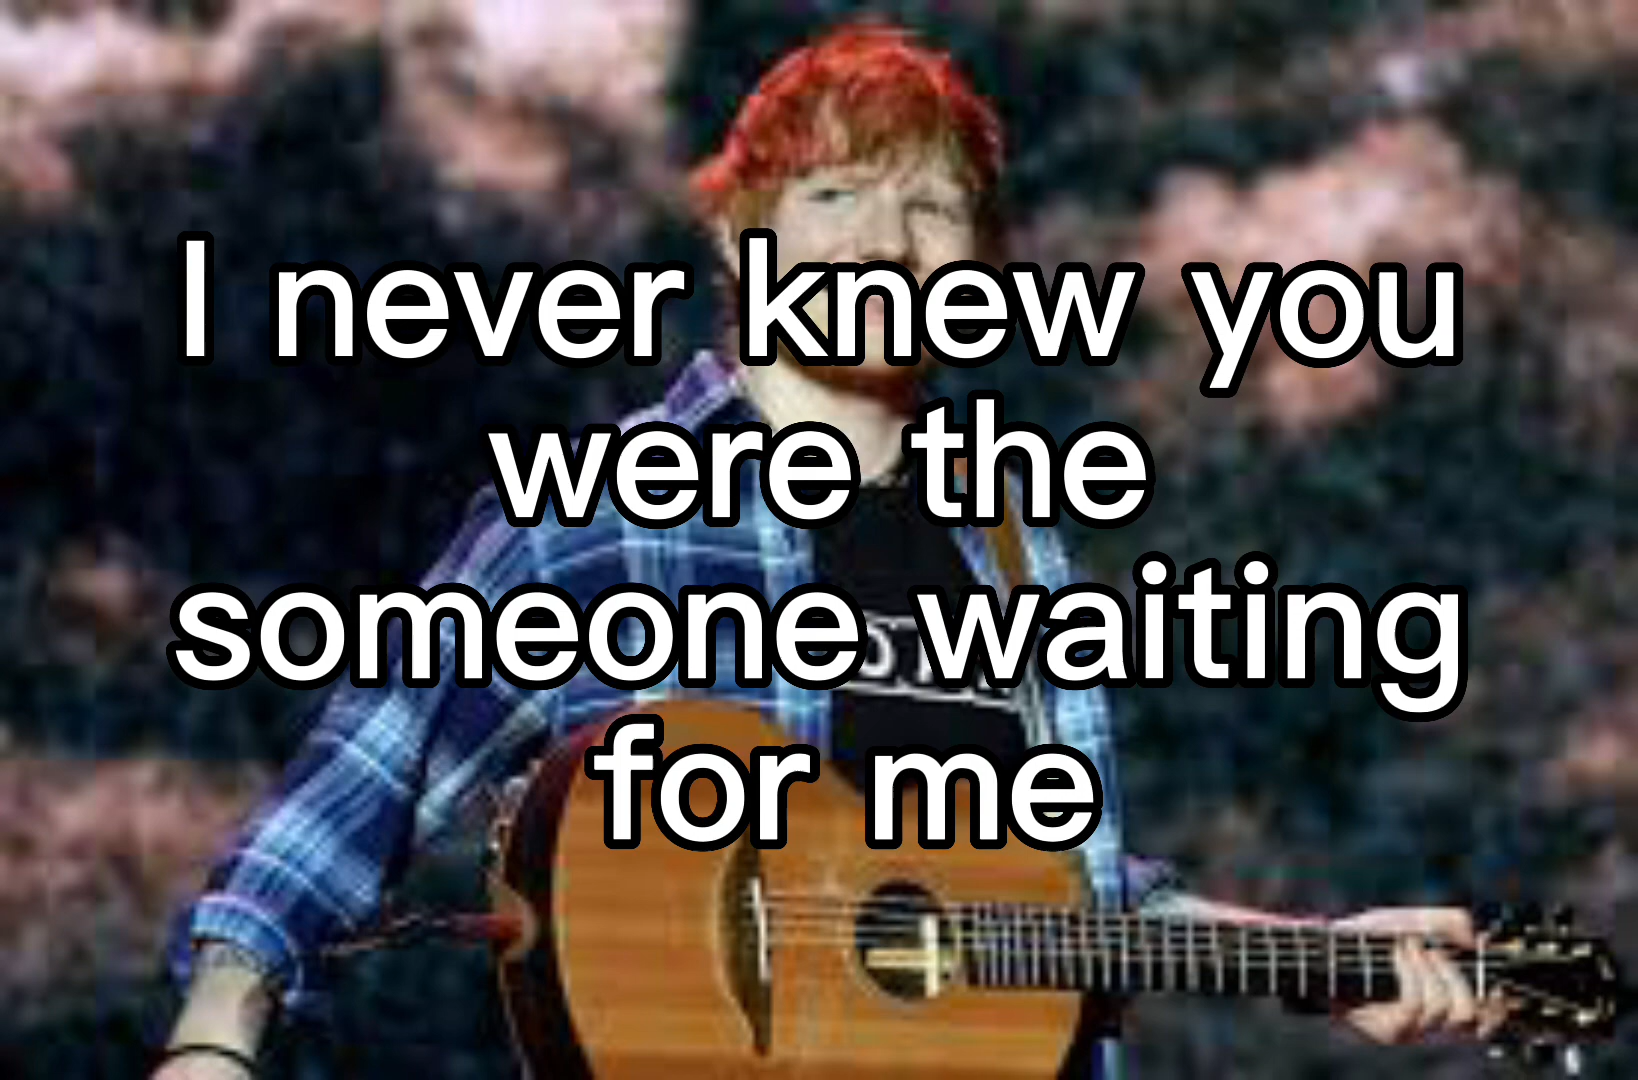 I never knew you
were the
someone waiting
for me